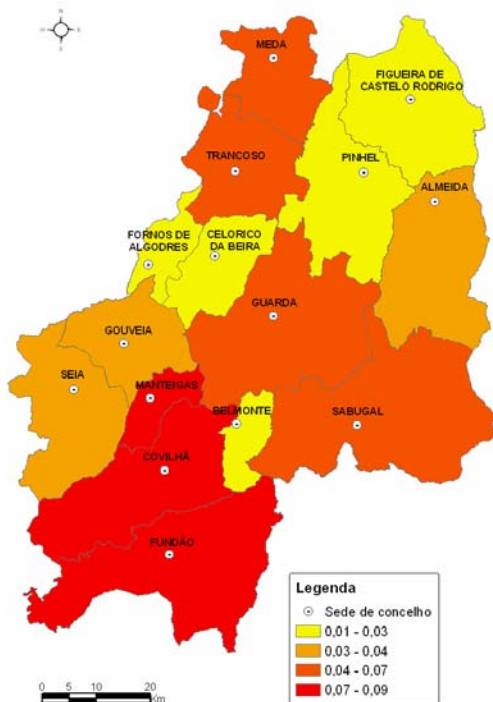 N
S
MEDA
FIGUEIRA DE
CASTELO RODRIGO
TRANCOSO
PINHEL
ALMEIDA
FORNOS DE
ALGODRES
CELORICO
DA BEIRA
GUARDA
GOUVEIA
SEIA
MANTEIGAS
BELMONTE
SABUGAL
COVILHÃ
FUNDÃO
Legenda
Sede de concelho
0,01 - 0,03
0,03 - 0,04
0,04 - 0,07
0,07 - 0,09
0 5 10 20
Km